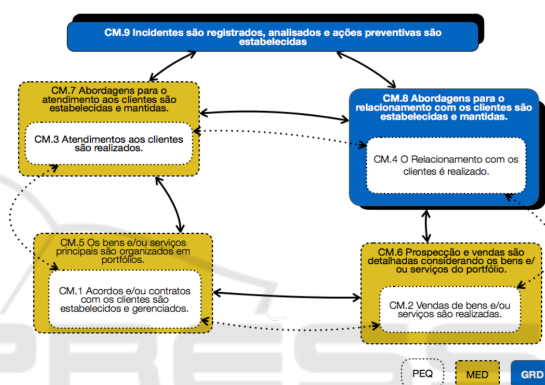 CM.9 Incidentes são registrados, analisados e ações preventivas são
estabelecidas
CM.7 Abordagens para o
atendimento aos clientes são
estabelecidas e mantidas.
CM.3 Atendimentos aos clientes
são realizados.
CM.8 Abordagens para o
relacionamento com os clientes são
estabelecidas e mantidas.
CM.4 O Relacionamento com os
clientes é realizado.
CM.5 Os bens e/ou serviços
principais são organizados em
portfólios.
CM.1 Acordos e/ou contratos
com os clientes são
estabelecidos e gerenciados.
CM.6 Prospecção e vendas são
detalhadas considerando os bens e/
ou serviços do portfólio.
CM.2 Vendas de bens e/ou
serviços são realizadas.
PEQ
MED
GRD